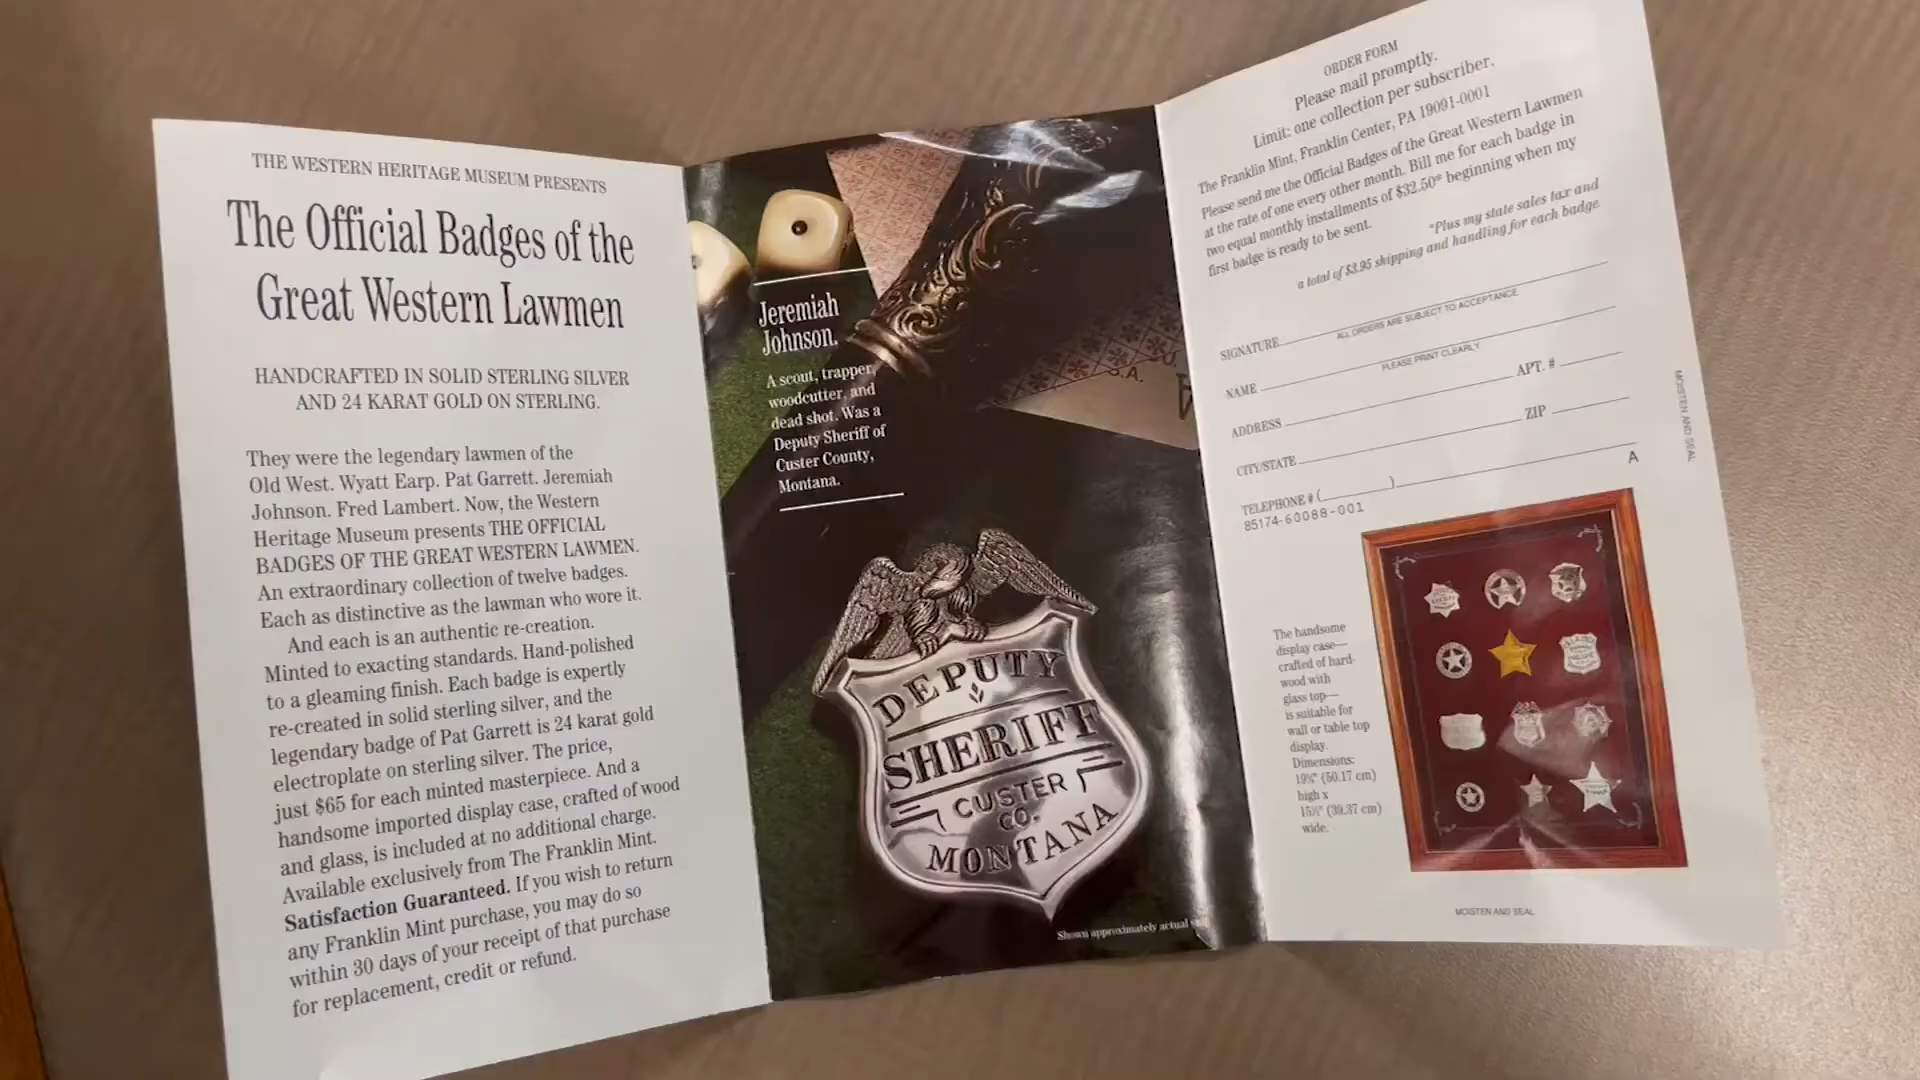 THE WESTERN HERITAGE MUSEUM PRESENTS
The Official Badges of the
Great Western Lawmen
HANDCRAFTED IN SOLID STERLING SILVER
AND 24 KARAT GOLD ON STERLING.
They were the legendary lawmen of the
Old West. Wyatt Earp. Pat Garrett. Jeremiah
Johnson. Fred Lambert. Now, the Western
Heritage Museum presents THE OFFICIAL
BADGES OF THE GREAT WESTERN LAWMEN.
An extraordinary collection of twelve badges.
Each as distinctive as the lawman who wore it.
And each is an authentic re-creation.
Minted to exacting standards. Hand-polished
to a gleaming finish. Each badge is expertly
re-created in solid sterling silver, and the
legendary badge of Pat Garrett is 24 karat gold
electroplate on sterling silver. The price,
just $65 for each minted masterpiece. And a
handsome imported display case, crafted of wood
and glass, is included at no additional charge.
Available exclusively from The Franklin Mint.
Satisfaction Guaranteed. If you wish to return
any Franklin Mint purchase, you may do so
within 30 days of your receipt of that purchase
for replacement, credit or refund.
Jeremiah
Johnson.
A scout, trapper,
woodcutter, and
dead shot. Was a
Deputy Sheriff of
Custer County,
Montana.
U.S.A.
DEPUTY
SHERIFF
CUSTER
CO.
MONTANA
Shown approximately actual
ORDER FORM
Please mail promptly.
Limit: one collection per subscriber.
The Franklin Mint, Franklin Center, PA 19091-0001
Please send me the Official Badges of the Great Western Lawmen
at the rate of one every other month. Bill me for each badge in
two equal monthly installments of $32.50* beginning when my
first badge is ready to be sent.
*Plus my state sales tax and
a total of $3.95 shipping and handling for each badge.
SIGNATURE
ALL ORDERS ARE SUBJECT TO ACCEPTANCE
NAME
PLEASE PRINT CLEARLY
ADDRESS APT. #
CITY/STATE ZIP
TELEPHONE # ( )
A
85174-60088-001
MOISTEN AND SEAL
The handsome
display case—
crafted of hard-
wood with
glass top—
is suitable for
wall or table top
display.
Dimensions:
19¾" (50.17 cm)
high x
15½" (39.37 cm)
wide.
MOISTEN AND SEAL